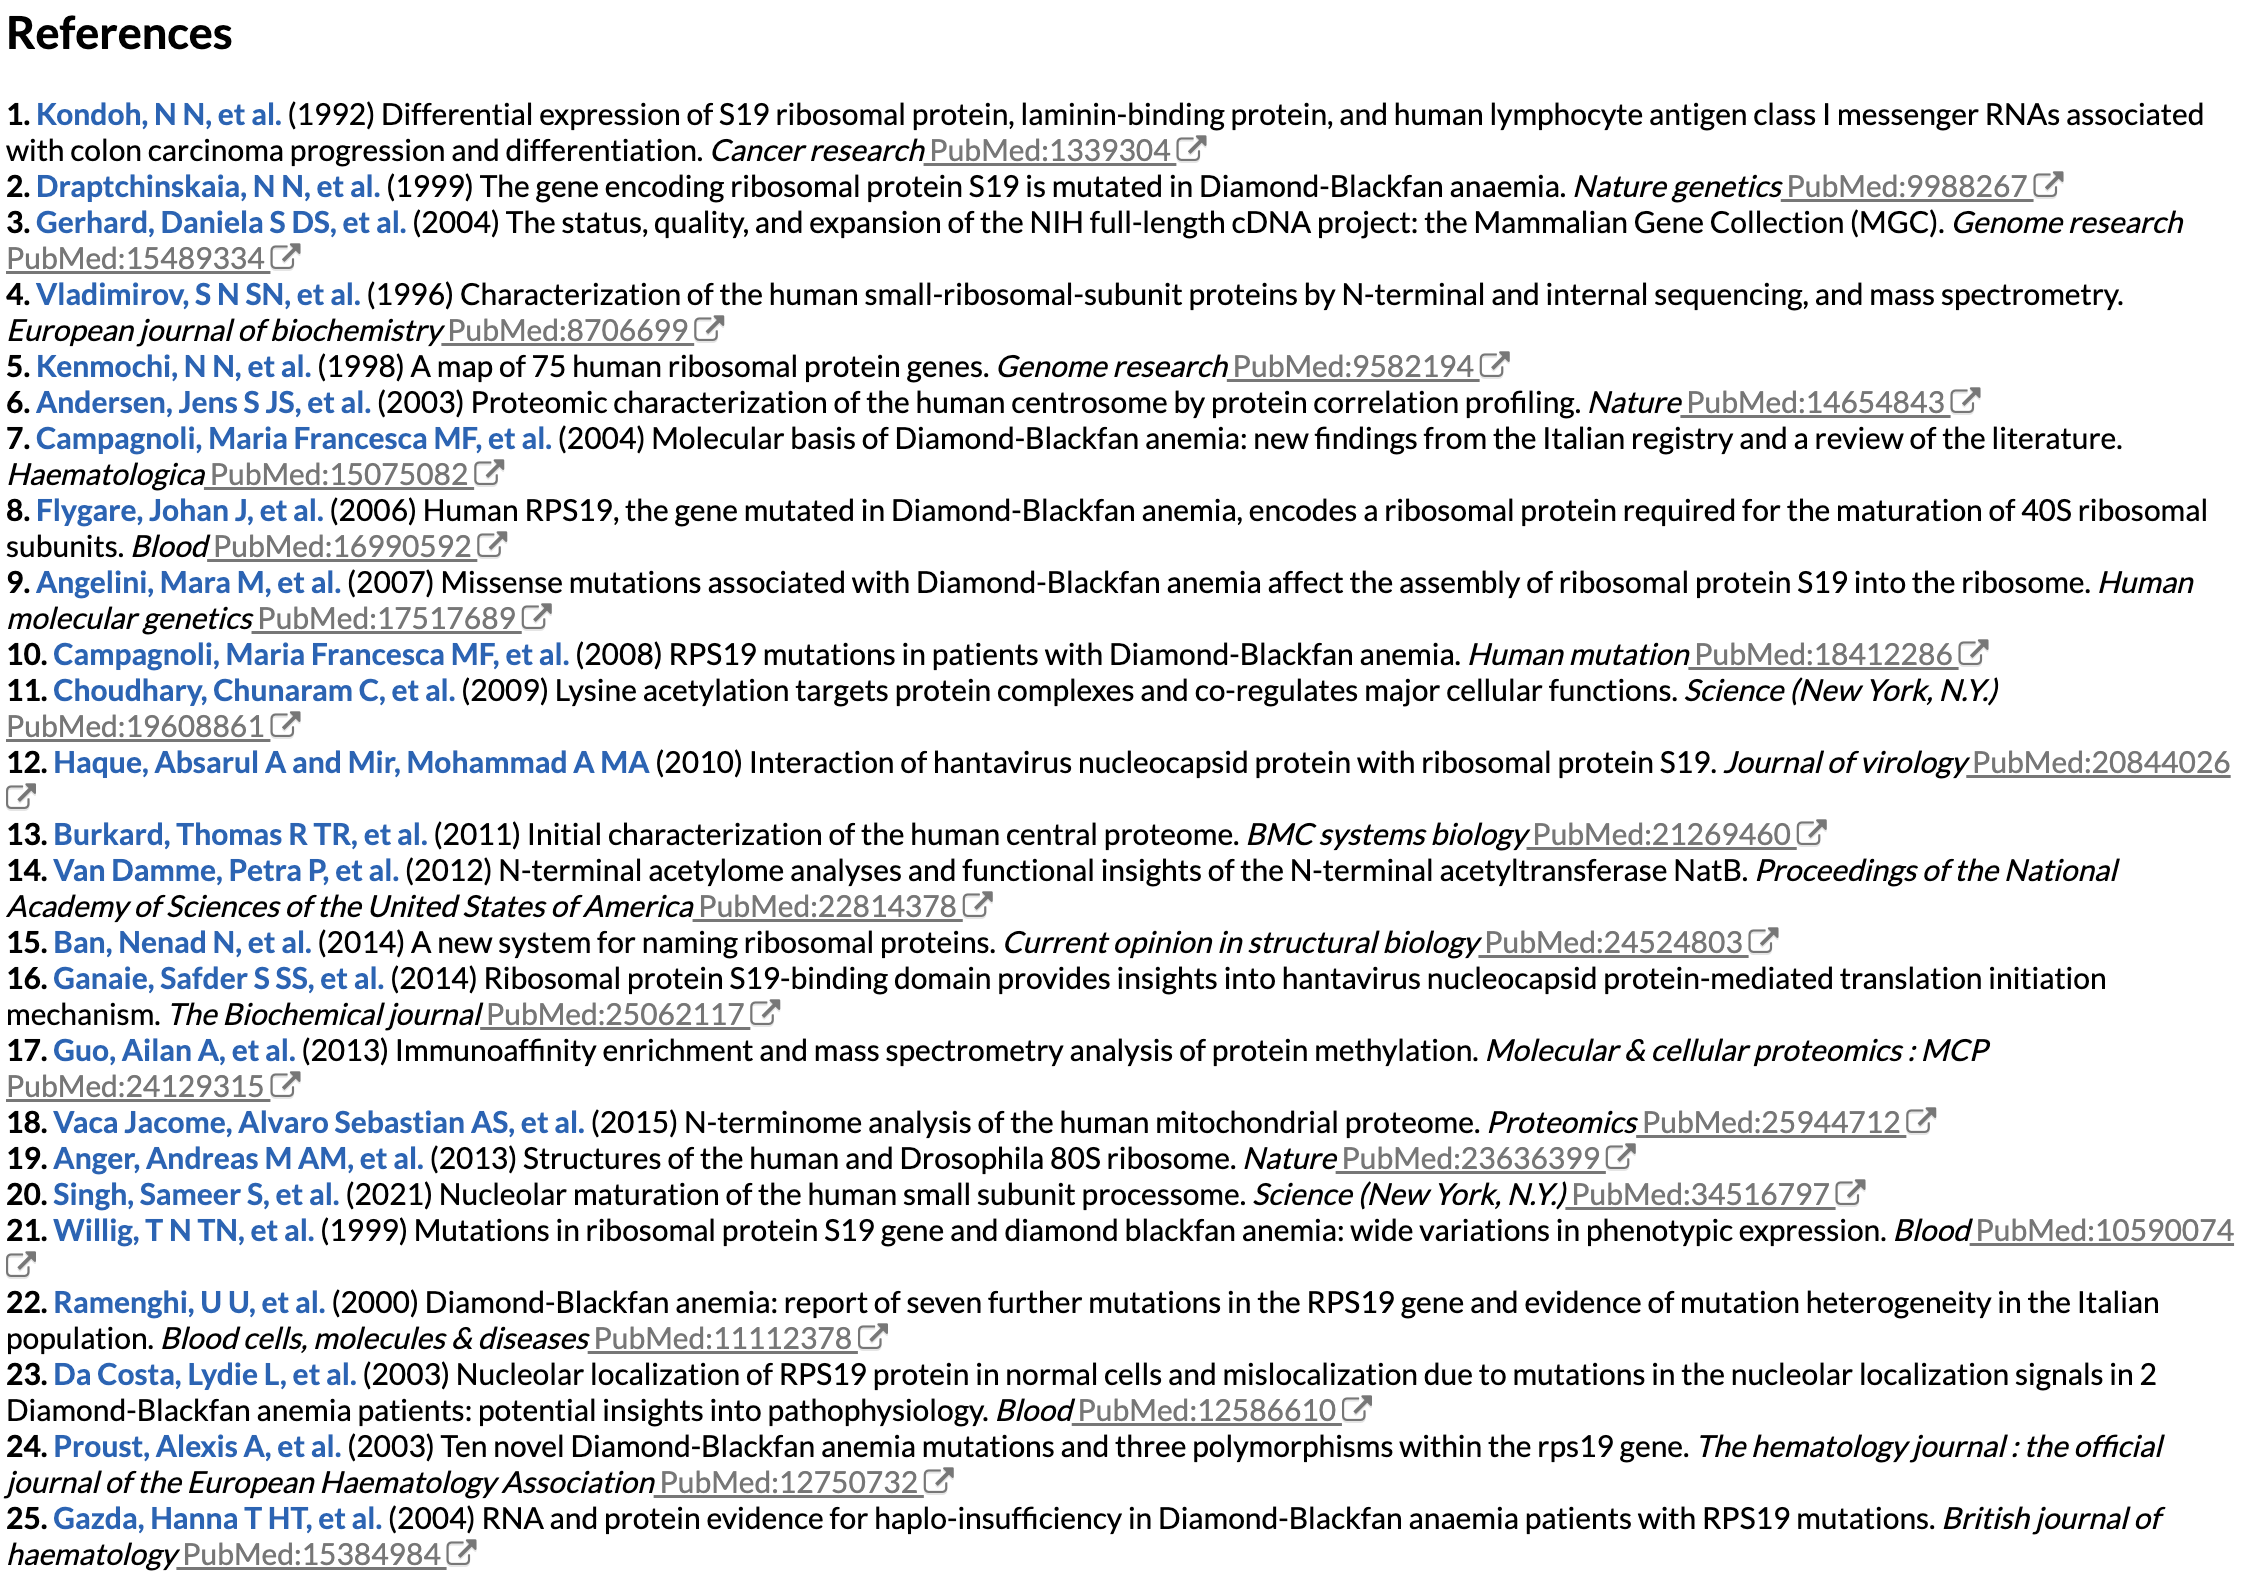 References
1. Kondoh, N N, et al. (1992) Differential expression of S19 ribosomal protein, laminin-binding protein, and human lymphocyte antigen class I messenger RNAs associated
with colon carcinoma progression and differentiation. Cancer research PubMed:1339304
2. Draptchinskaia, N N, et al. (1999) The gene encoding ribosomal protein S19 is mutated in Diamond-Blackfan anaemia. Nature genetics PubMed:9988267
3. Gerhard, Daniela S DS, et al. (2004) The status, quality, and expansion of the NIH full-length cDNA project: the Mammalian Gene Collection (MGC). Genome research
PubMed:15489334
4. Vladimirov, S N SN, et al. (1996) Characterization of the human small-ribosomal-subunit proteins by N-terminal and internal sequencing, and mass spectrometry.
European journal of biochemistry PubMed:8706699
5. Kenmochi, N N, et al. (1998) A map of 75 human ribosomal protein genes. Genome research PubMed:9582194
6. Andersen, Jens S JS, et al. (2003) Proteomic characterization of the human centrosome by protein correlation profiling. Nature PubMed:14654843
7. Campagnoli, Maria Francesca MF, et al. (2004) Molecular basis of Diamond-Blackfan anemia: new findings from the Italian registry and a review of the literature.
Haematologica PubMed:15075082
8. Flygare, Johan J, et al. (2006) Human RPS19, the gene mutated in Diamond-Blackfan anemia, encodes a ribosomal protein required for the maturation of 40S ribosomal
subunits. Blood PubMed:16990592
9. Angelini, Mara M, et al. (2007) Missense mutations associated with Diamond-Blackfan anemia affect the assembly of ribosomal protein S19 into the ribosome. Human
molecular genetics PubMed:17517689
10. Campagnoli, Maria Francesca MF, et al. (2008) RPS19 mutations in patients with Diamond-Blackfan anemia. Human mutation PubMed:18412286
11. Choudhary, Chunaram C, et al. (2009) Lysine acetylation targets protein complexes and co-regulates major cellular functions. Science (New York, N.Y.)
PubMed:19608861
12. Haque, Absarul A and Mir, Mohammad A MA (2010) Interaction of hantavirus nucleocapsid protein with ribosomal protein S19. Journal of virology PubMed:20844026
13. Burkard, Thomas R TR, et al. (2011) Initial characterization of the human central proteome. BMC systems biology PubMed:21269460
14. Van Damme, Petra P, et al. (2012) N-terminal acetylome analyses and functional insights of the N-terminal acetyltransferase NatB. Proceedings of the National
Academy of Sciences of the United States of America PubMed:22814378
15. Ban, Nenad N, et al. (2014) A new system for naming ribosomal proteins. Current opinion in structural biology PubMed:24524803
16. Ganaie, Safder S SS, et al. (2014) Ribosomal protein S19-binding domain provides insights into hantavirus nucleocapsid protein-mediated translation initiation
mechanism. The Biochemical journal PubMed:25062117
17. Guo, Ailan A, et al. (2013) Immunoaffinity enrichment and mass spectrometry analysis of protein methylation. Molecular & cellular proteomics : MCP
PubMed:24129315
18. Vaca Jacome, Alvaro Sebastian AS, et al. (2015) N-terminome analysis of the human mitochondrial proteome. Proteomics PubMed:25944712
19. Anger, Andreas M AM, et al. (2013) Structures of the human and Drosophila 80S ribosome. Nature PubMed:23636399
20. Singh, Sameer S, et al. (2021) Nucleolar maturation of the human small subunit processome. Science (New York, N.Y.) PubMed:34516797
21. Willig, T N TN, et al. (1999) Mutations in ribosomal protein S19 gene and diamond blackfan anemia: wide variations in phenotypic expression. Blood PubMed:10590074
22. Ramenghi, U U, et al. (2000) Diamond-Blackfan anemia: report of seven further mutations in the RPS19 gene and evidence of mutation heterogeneity in the Italian
population. Blood cells, molecules & diseases PubMed:11112378
23. Da Costa, Lydie L, et al. (2003) Nucleolar localization of RPS19 protein in normal cells and mislocalization due to mutations in the nucleolar localization signals in 2
Diamond-Blackfan anemia patients: potential insights into pathophysiology. Blood PubMed:12586610
24. Proust, Alexis A, et al. (2003) Ten novel Diamond-Blackfan anemia mutations and three polymorphisms within the rps19 gene. The hematology journal : the official
journal of the European Haematology Association PubMed:12750732
25. Gazda, Hanna T HT, et al. (2004) RNA and protein evidence for haplo-insufficiency in Diamond-Blackfan anaemia patients with RPS19 mutations. British journal of
haematology PubMed:15384984